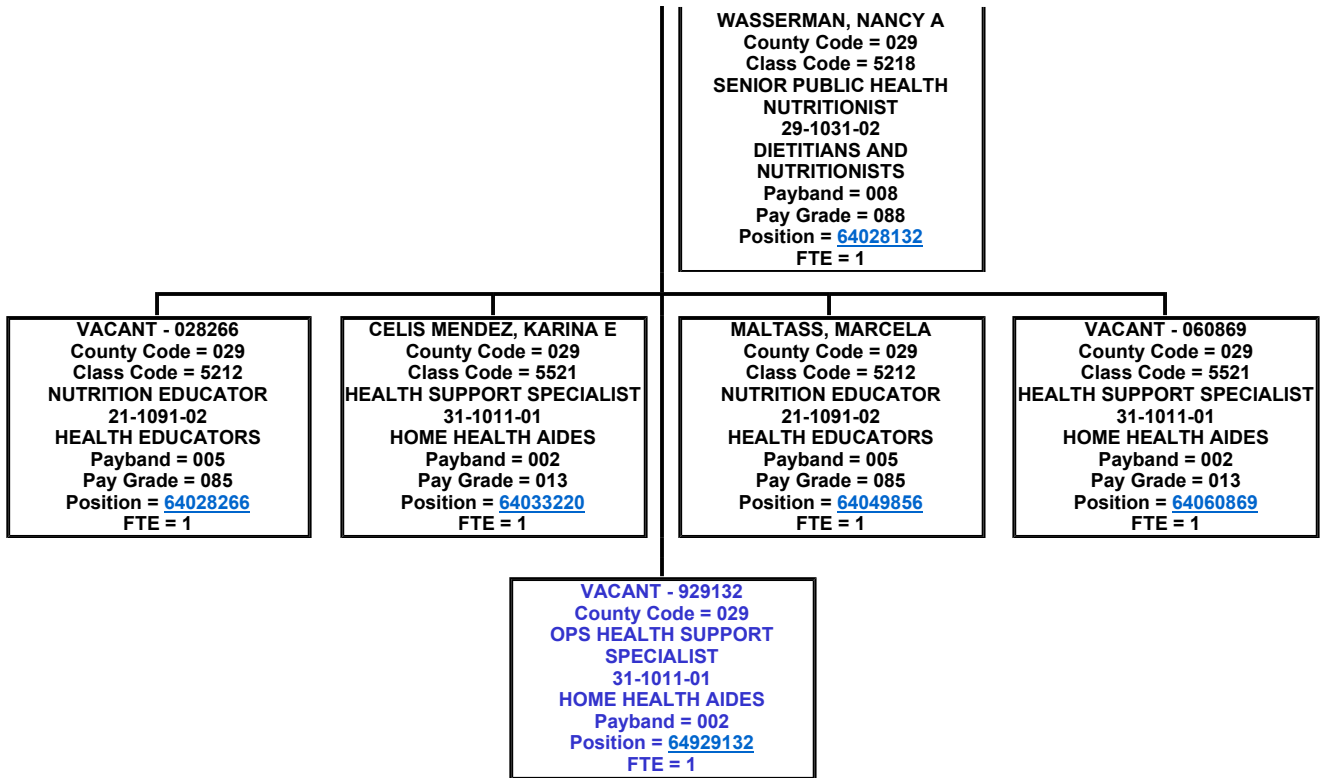 WASSERMAN, NANCY A
County Code = 029
Class Code = 5218
SENIOR PUBLIC HEALTH
NUTRITIONIST
29-1031-02
DIETITIANS AND
NUTRITIONISTS
Payband = 008
Pay Grade = 088
Position = 64028132
FTE = 1
VACANT - 028266
County Code = 029
Class Code = 5212
NUTRITION EDUCATOR
21-1091-02
HEALTH EDUCATORS
Payband = 005
Pay Grade = 085
Position = 64028266
FTE = 1
CELIS MENDEZ, KARINA E
County Code = 029
Class Code = 5521
HEALTH SUPPORT SPECIALIST
31-1011-01
HOME HEALTH AIDES
Payband = 002
Pay Grade = 013
Position = 64033220
FTE = 1
MALTASS, MARCELA
County Code = 029
Class Code = 5212
NUTRITION EDUCATOR
21-1091-02
HEALTH EDUCATORS
Payband = 005
Pay Grade = 085
Position = 64049856
FTE = 1
VACANT - 060869
County Code = 029
Class Code = 5521
HEALTH SUPPORT SPECIALIST
31-1011-01
HOME HEALTH AIDES
Payband = 002
Pay Grade = 013
Position = 64060869
FTE = 1
VACANT - 929132
County Code = 029
OPS HEALTH SUPPORT
SPECIALIST
31-1011-01
HOME HEALTH AIDES
Payband = 002
Position = 64929132
FTE = 1